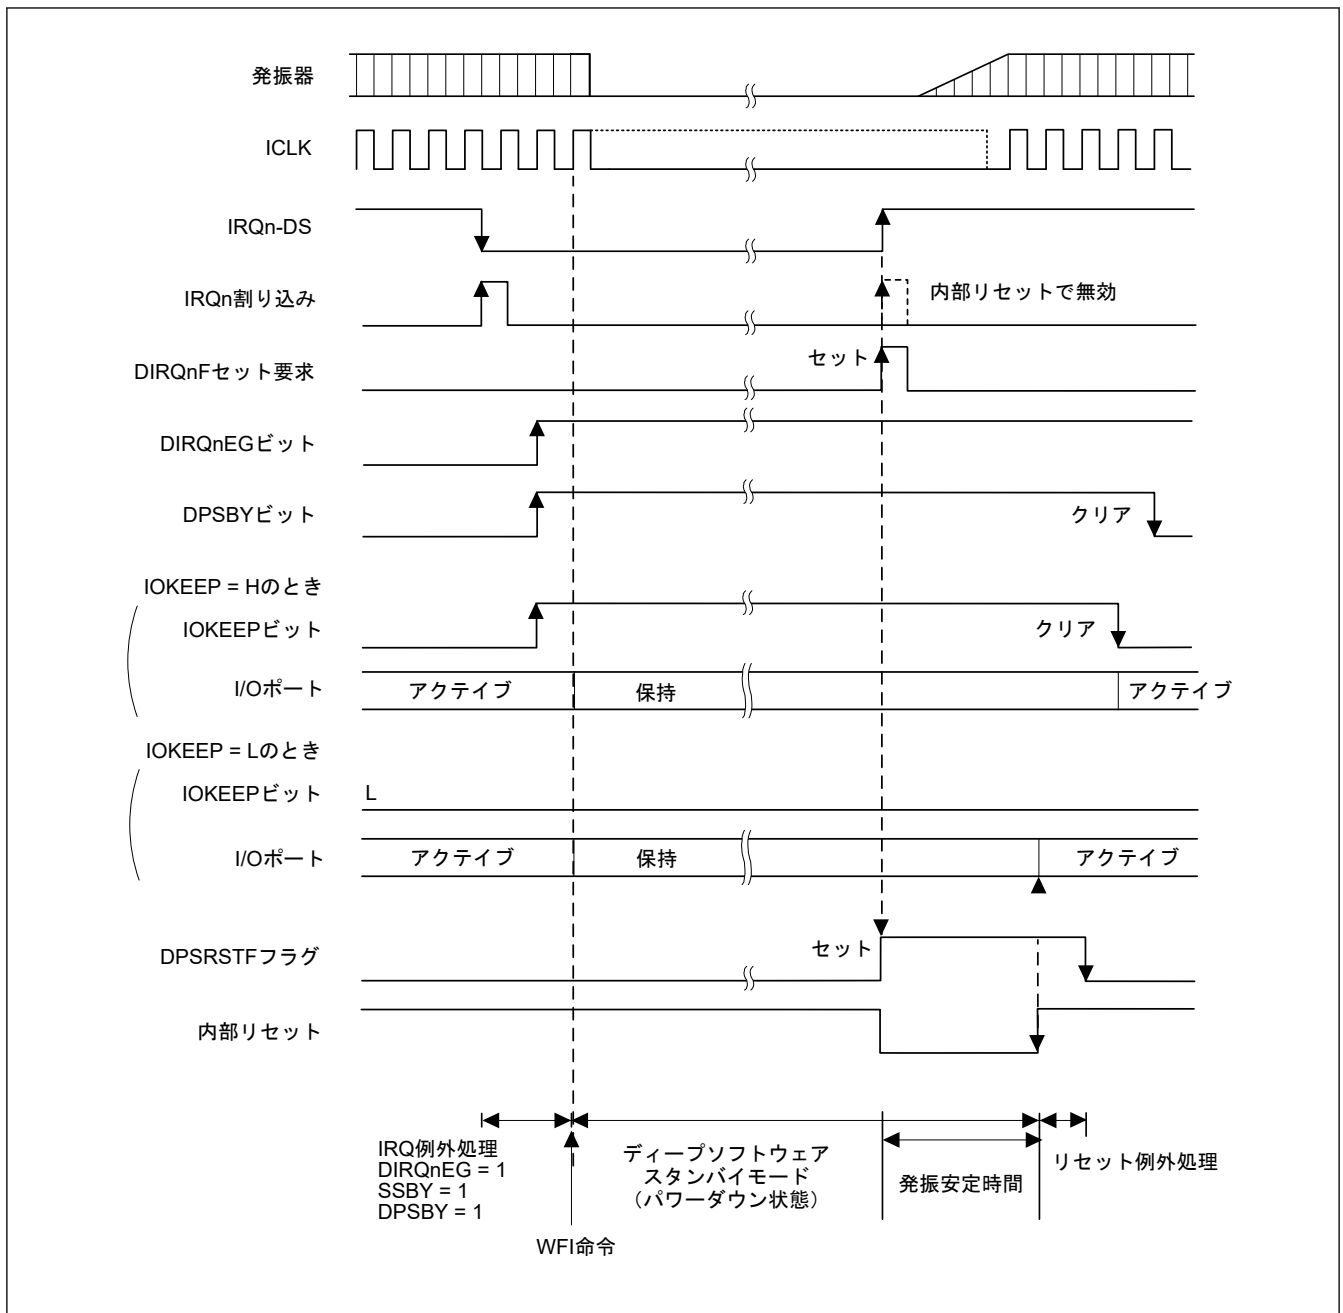 発振器
ICLK
IRQn-DS
IRQn割り込み
内部リセットで無効
DIRQnFセット要求
セット
DIRQnEGビット
DPSBYビット
クリア
IOKEEP = Hのとき
IOKEEPビット
クリア
I/Oポート
アクテイブ
保持
アクテイブ
IOKEEP = Lのとき
IOKEEPビット
L
I/Oポート
アクテイブ
保持
アクテイブ
DPSRSTFフラグ
セット
内部リセット
IRQ例外処理
DIRQnEG = 1
SSBY = 1
DPSBY = 1
WFI命令
ディープソフトウェア
スタンバイモード
（パワーダウン状態）
発振安定時間
リセット例外処理